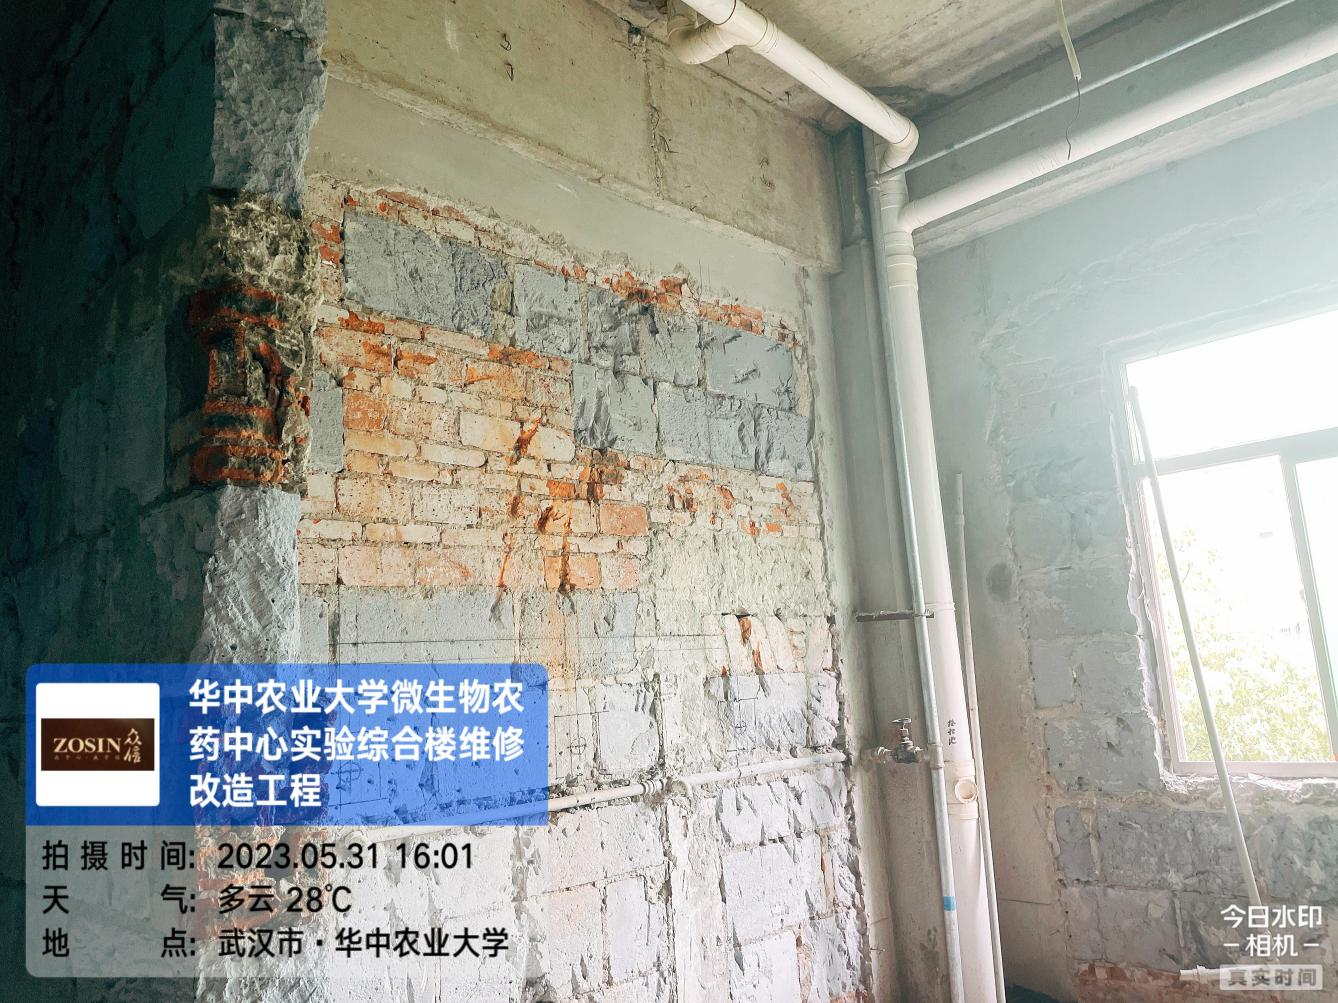 华中农业大学微生物农
药中心实验综合楼维修
改造工程
ZOSIN众信
拍摄时间: 2023.05.31 16:01
天气: 多云 28℃
地点: 武汉市·华中农业大学
今日水印
-相机-
真实时间